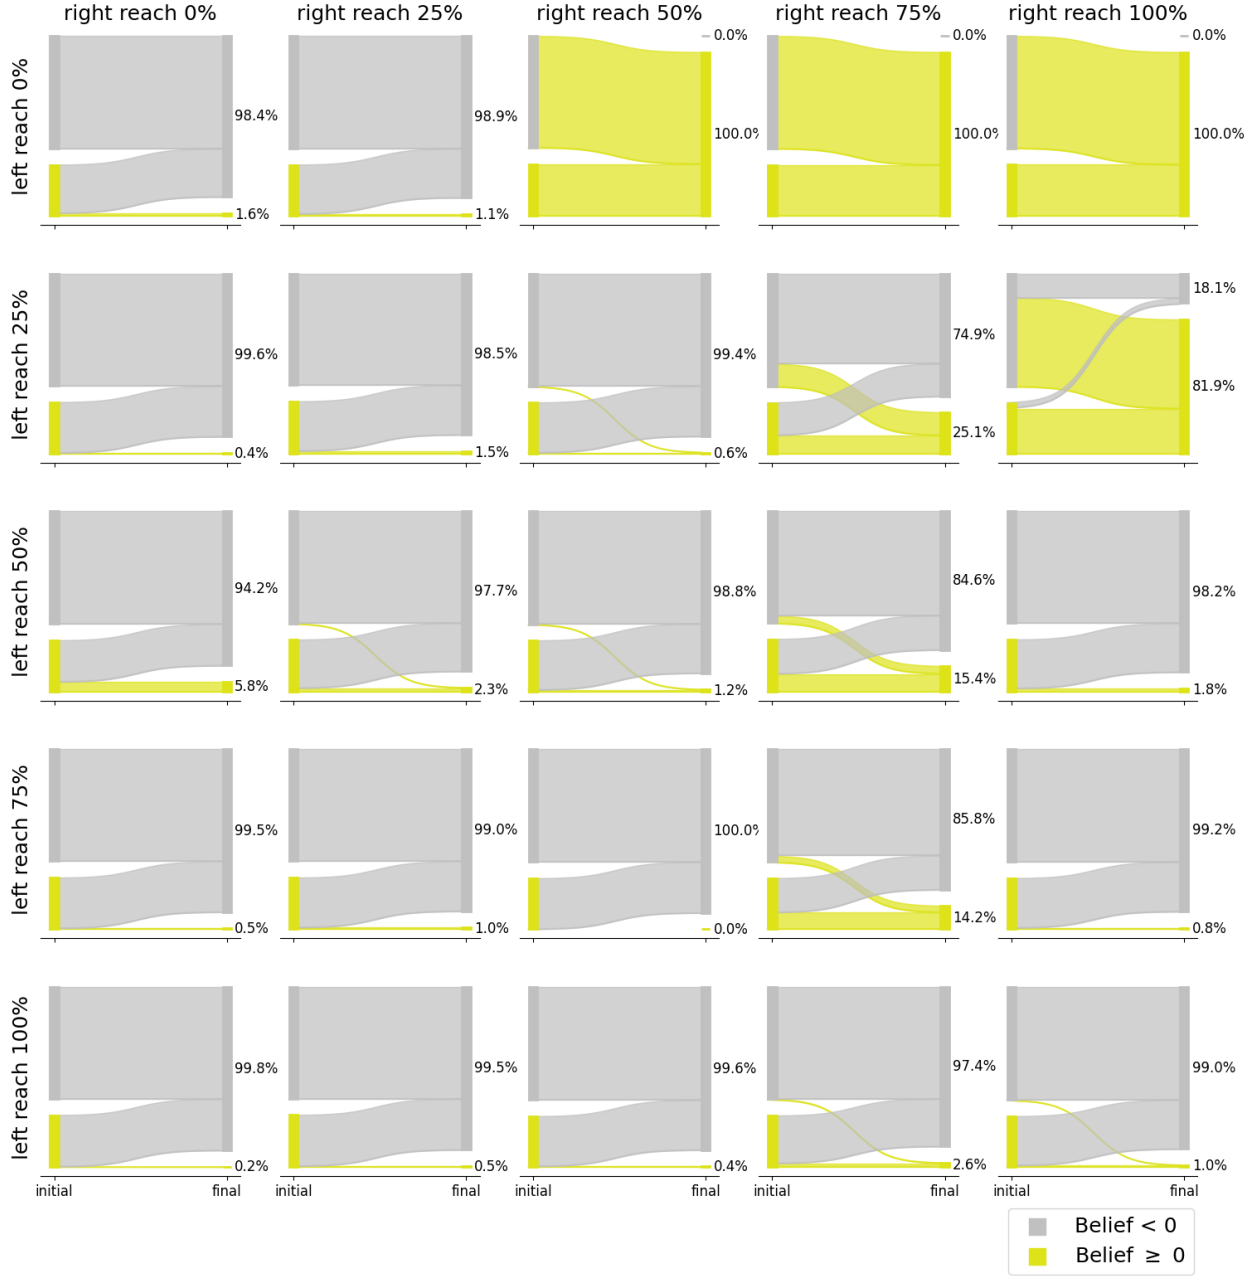 right reach 0% right reach 25% right reach 50% right reach 75% right reach 100%
left reach 0%
0.0% 0.0% 0.0%
98.4% 98.9% 100.0% 100.0% 100.0%
1.6% 1.1%
left reach 25%
99.6% 98.5% 99.4% 74.9% 18.1%
81.9%
0.4% 1.5% 0.6% 25.1%
left reach 50%
94.2% 97.7% 98.8% 84.6% 98.2%
5.8% 2.3% 1.2% 15.4% 1.8%
left reach 75%
99.5% 99.0% 100.0% 85.8% 99.2%
0.5% 1.0% 0.0% 14.2% 0.8%
left reach 100%
99.8% 99.5% 99.6% 97.4% 99.0%
0.2% 0.5% 0.4% 2.6% 1.0%
initial final initial final initial final initial final initial final
Belief < 0
Belief ≥ 0